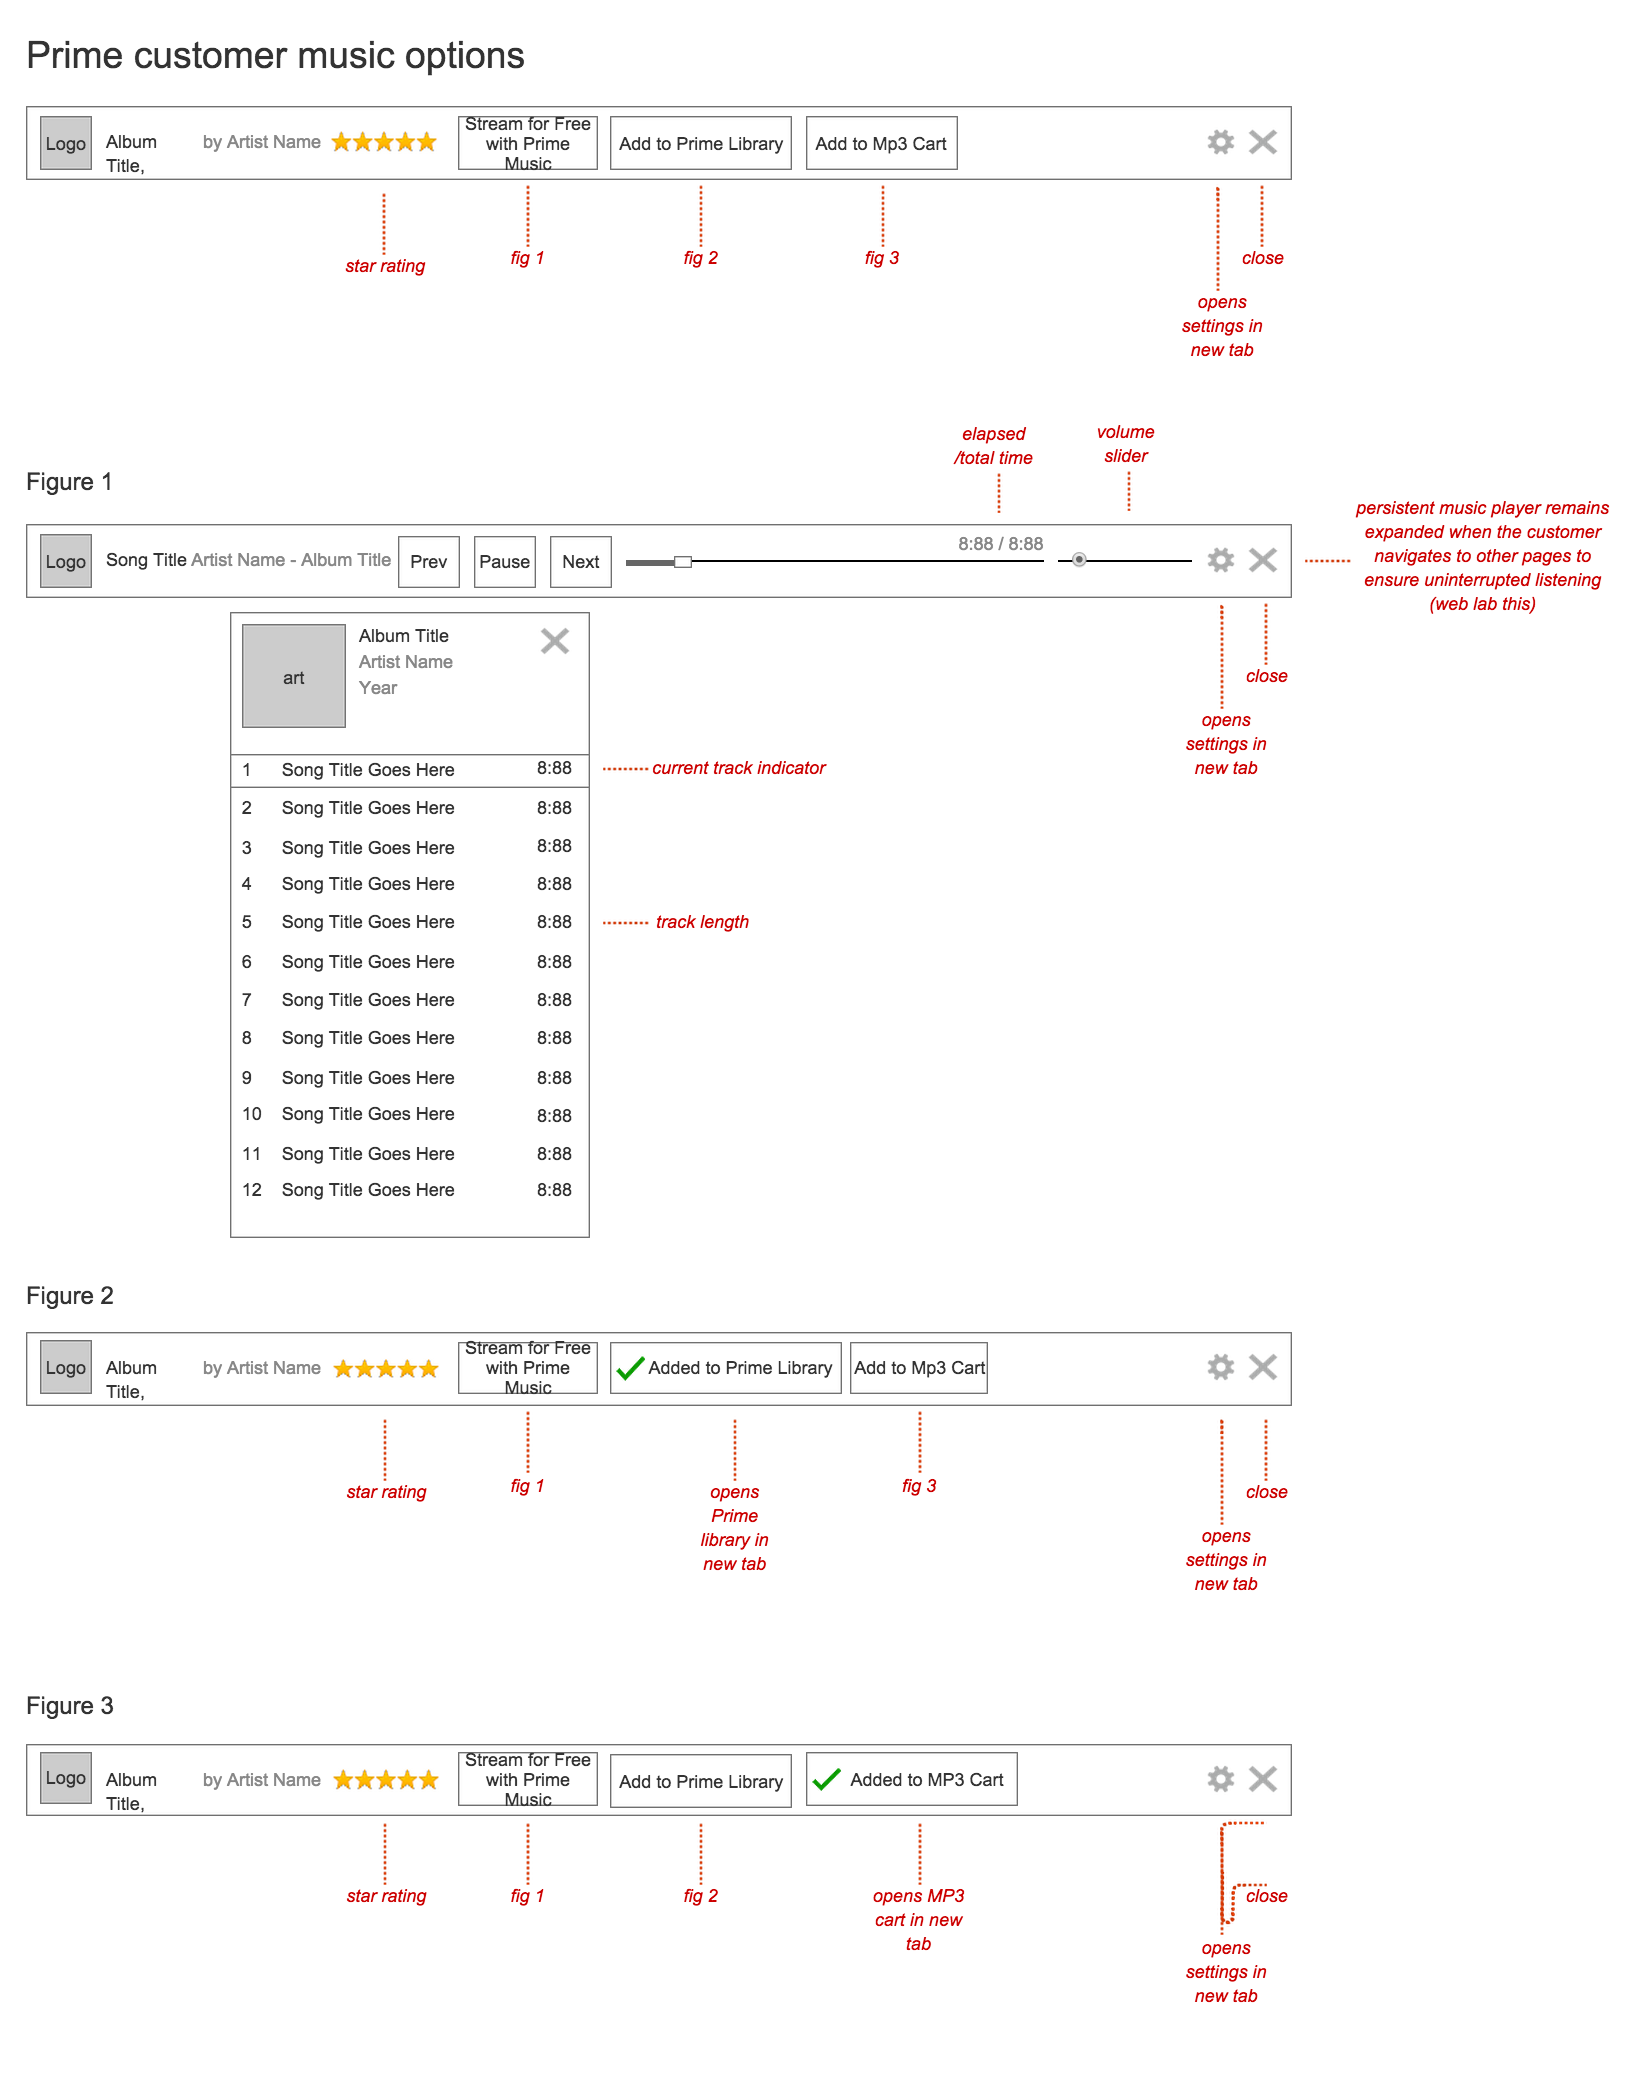 Prime customer music options
Logo
Album
Title,
by Artist Name
Stream for Free
with Prime
Music
Add to Prime Library
Add to Mp3 Cart
star rating
fig 1
fig 2
fig 3
close
opens
settings in
new tab
elapsed
/total time
volume
slider
Figure 1
Logo
Song Title Artist Name - Album Title
Prev
Pause
Next
8:88 / 8:88
persistent music player remains
expanded when the customer
navigates to other pages to
ensure uninterrupted listening
(web lab this)
close
opens
settings in
new tab
art
Album Title
Artist Name
Year
1 Song Title Goes Here 8:88
current track indicator
2 Song Title Goes Here 8:88
3 Song Title Goes Here 8:88
4 Song Title Goes Here 8:88
5 Song Title Goes Here 8:88
track length
6 Song Title Goes Here 8:88
7 Song Title Goes Here 8:88
8 Song Title Goes Here 8:88
9 Song Title Goes Here 8:88
10 Song Title Goes Here 8:88
11 Song Title Goes Here 8:88
12 Song Title Goes Here 8:88
Figure 2
Logo
Album
Title,
by Artist Name
Stream for Free
with Prime
Music
Added to Prime Library
Add to Mp3 Cart
star rating
fig 1
opens
Prime
library in
new tab
fig 3
close
opens
settings in
new tab
Figure 3
Logo
Album
Title,
by Artist Name
Stream for Free
with Prime
Music
Add to Prime Library
Added to MP3 Cart
star rating
fig 1
fig 2
opens MP3
cart in new
tab
close
opens
settings in
new tab